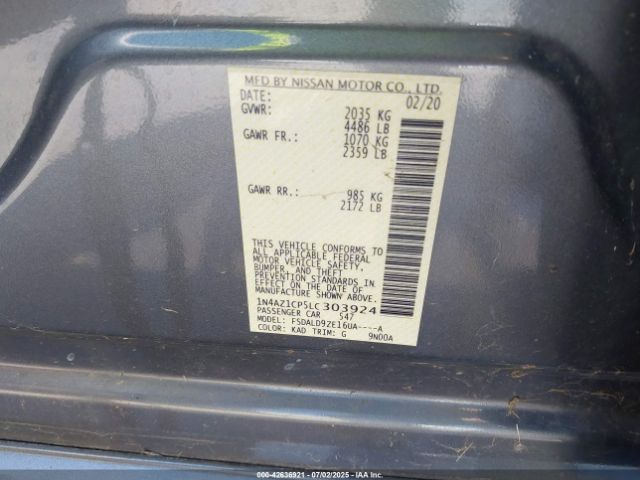 MFD BY NISSAN MOTOR CO., LTD.
DATE: 02/20
GVWR: 2035 KG
4486 LB
GAWR FR.: 1070 KG
2359 LB
GAWR RR.: 985 KG
2172 LB
THIS VEHICLE CONFORMS TO
ALL APPLICABLE FEDERAL
MOTOR VEHICLE SAFETY,
BUMPER, AND THEFT
PREVENTION STANDARDS IN
EFFECT ON THE DATE OF
MANUFACTURE SHOWN ABOVE.
1N4AZ1CP5LC303924
PASSENGER CAR 547
MODEL: FSDALD9ZE16UA----A
COLOR: KAD TRIM: G 9N00A
000-42636921 - 07/02/2025 - IAAI.COM